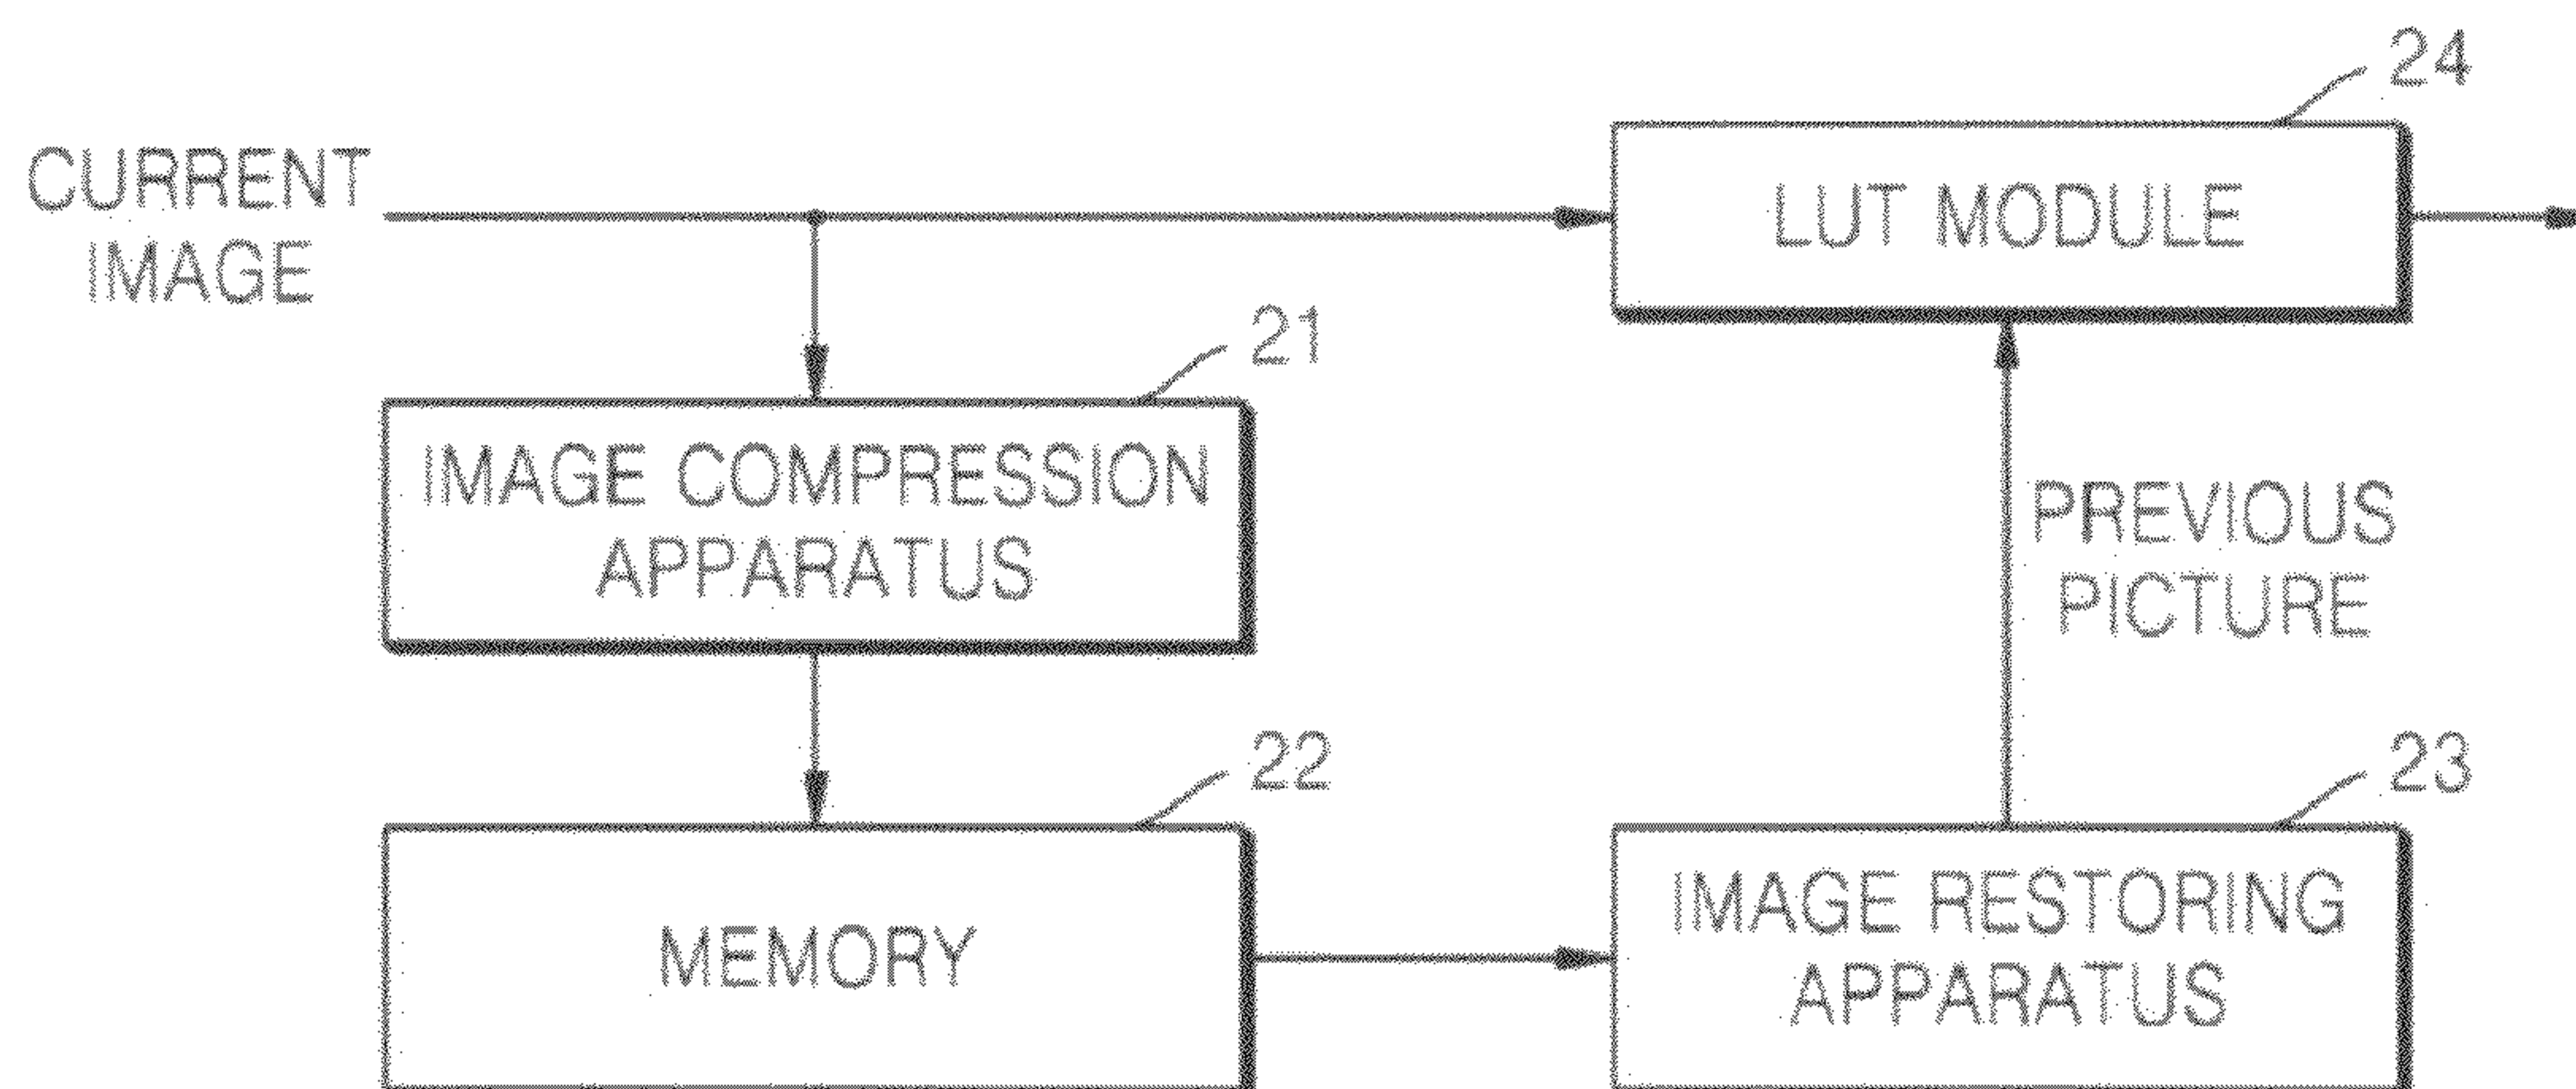 24
CURRENT
IMAGE
LUT MODULE
21
IMAGE COMPRESSION
APPARATUS
PREVIOUS
PICTURE
22
23
MEMORY
IMAGE RESTORING
APPARATUS